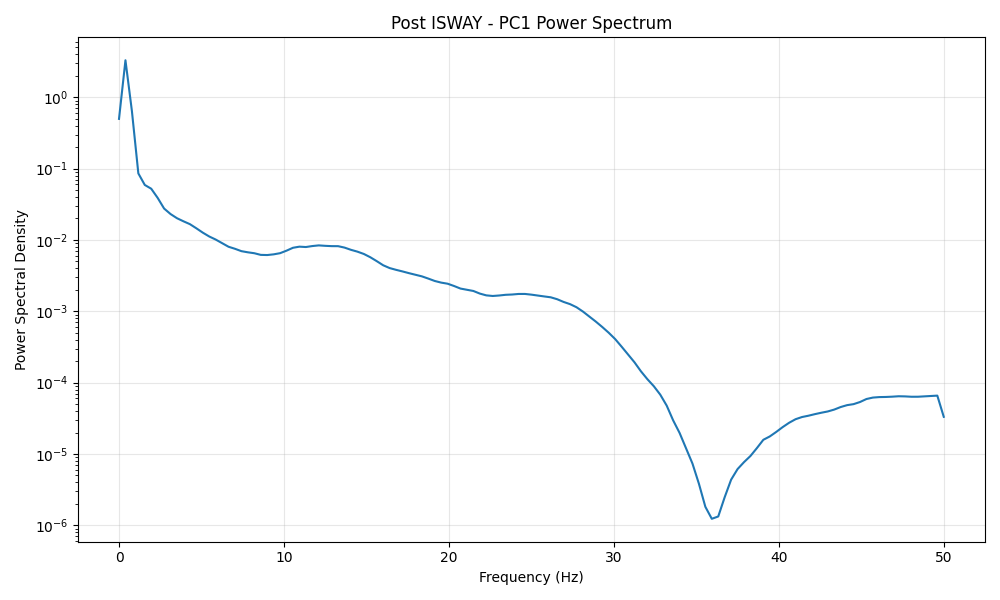 Post ISWAY - PC1 Power Spectrum
Power Spectral Density
10⁰
10⁻¹
10⁻²
10⁻³
10⁻⁴
10⁻⁵
10⁻⁶
0 10 20 30 40 50
Frequency (Hz)